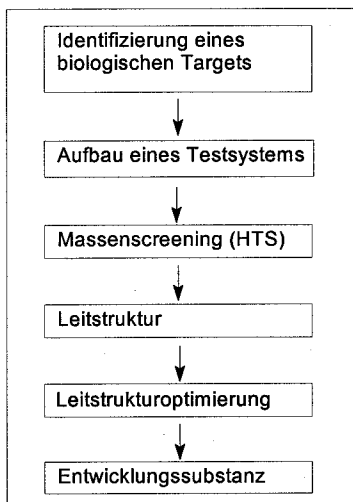 Identifizierung eines
biologischen Targets
Aufbau eines Testsystems
Massenscreening (HTS)
Leitstruktur
Leitstrukturoptimierung
Entwicklungssubstanz